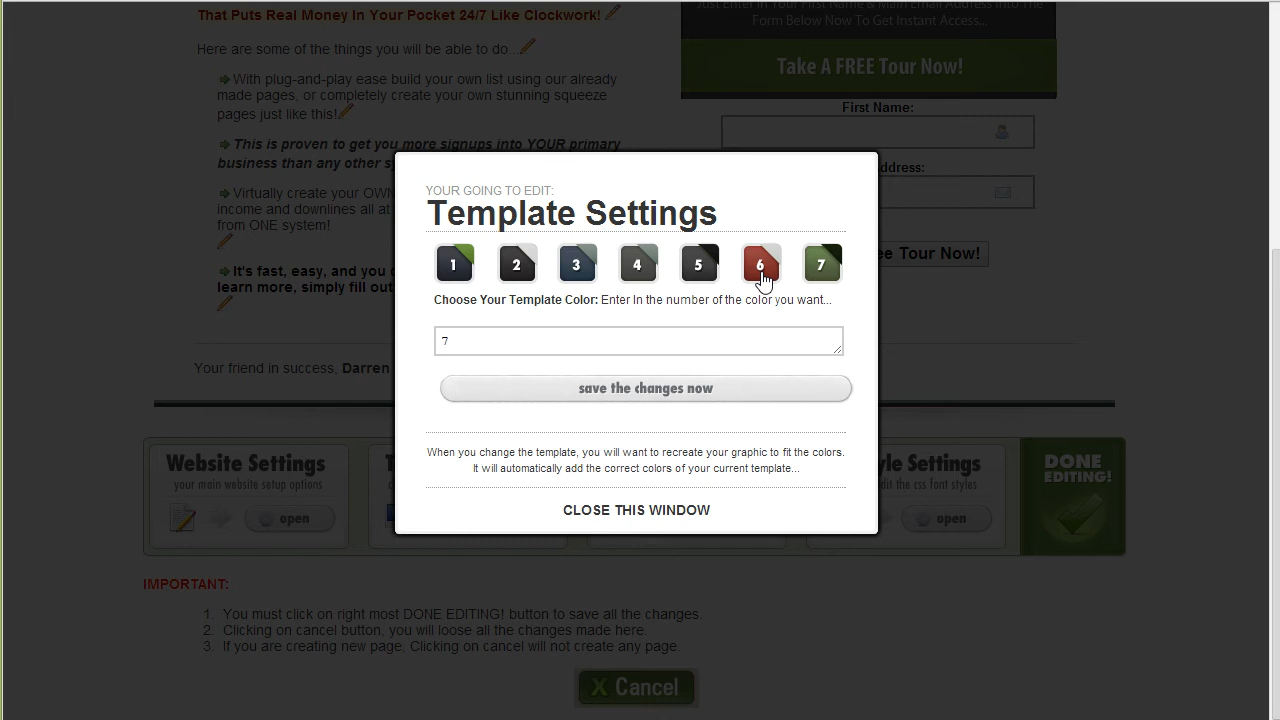 That Puts Real Money In Your Pocket 24/7 Like Clockwork!
Here are some of the things you will be able to do...
With plug-and-play ease build your own list using our already
made pages, or completely create your own stunning squeeze
pages just like this!
This is proven to get you more signups into YOUR primary
business than any other s
Virtually create your OWN
income and downlines all at
from ONE system!
It's fast, easy, and you
learn more, simply fill out
Your friend in success, Darren
Just Enter In Your First Name & Main Email Address Into The
Form Below Now To Get Instant Access...
Take A FREE Tour Now!
First Name:
ddress:
ee Tour Now!
YOUR GOING TO EDIT:
Template Settings
1 2 3 4 5 6 7
Choose Your Template Color: Enter In the number of the color you want...
7
save the changes now
When you change the template, you will want to recreate your graphic to fit the colors.
It will automatically add the correct colors of your current template...
CLOSE THIS WINDOW
Website Settings
your main website setup options
open
T
c
yle Settings
edit the css font styles
open
DONE
EDITING!
IMPORTANT:
1. You must click on right most DONE EDITING! button to save all the changes.
2. Clicking on cancel button, you will loose all the changes made here.
3. If you are creating new page, Clicking on cancel will not create any page.
X Cancel